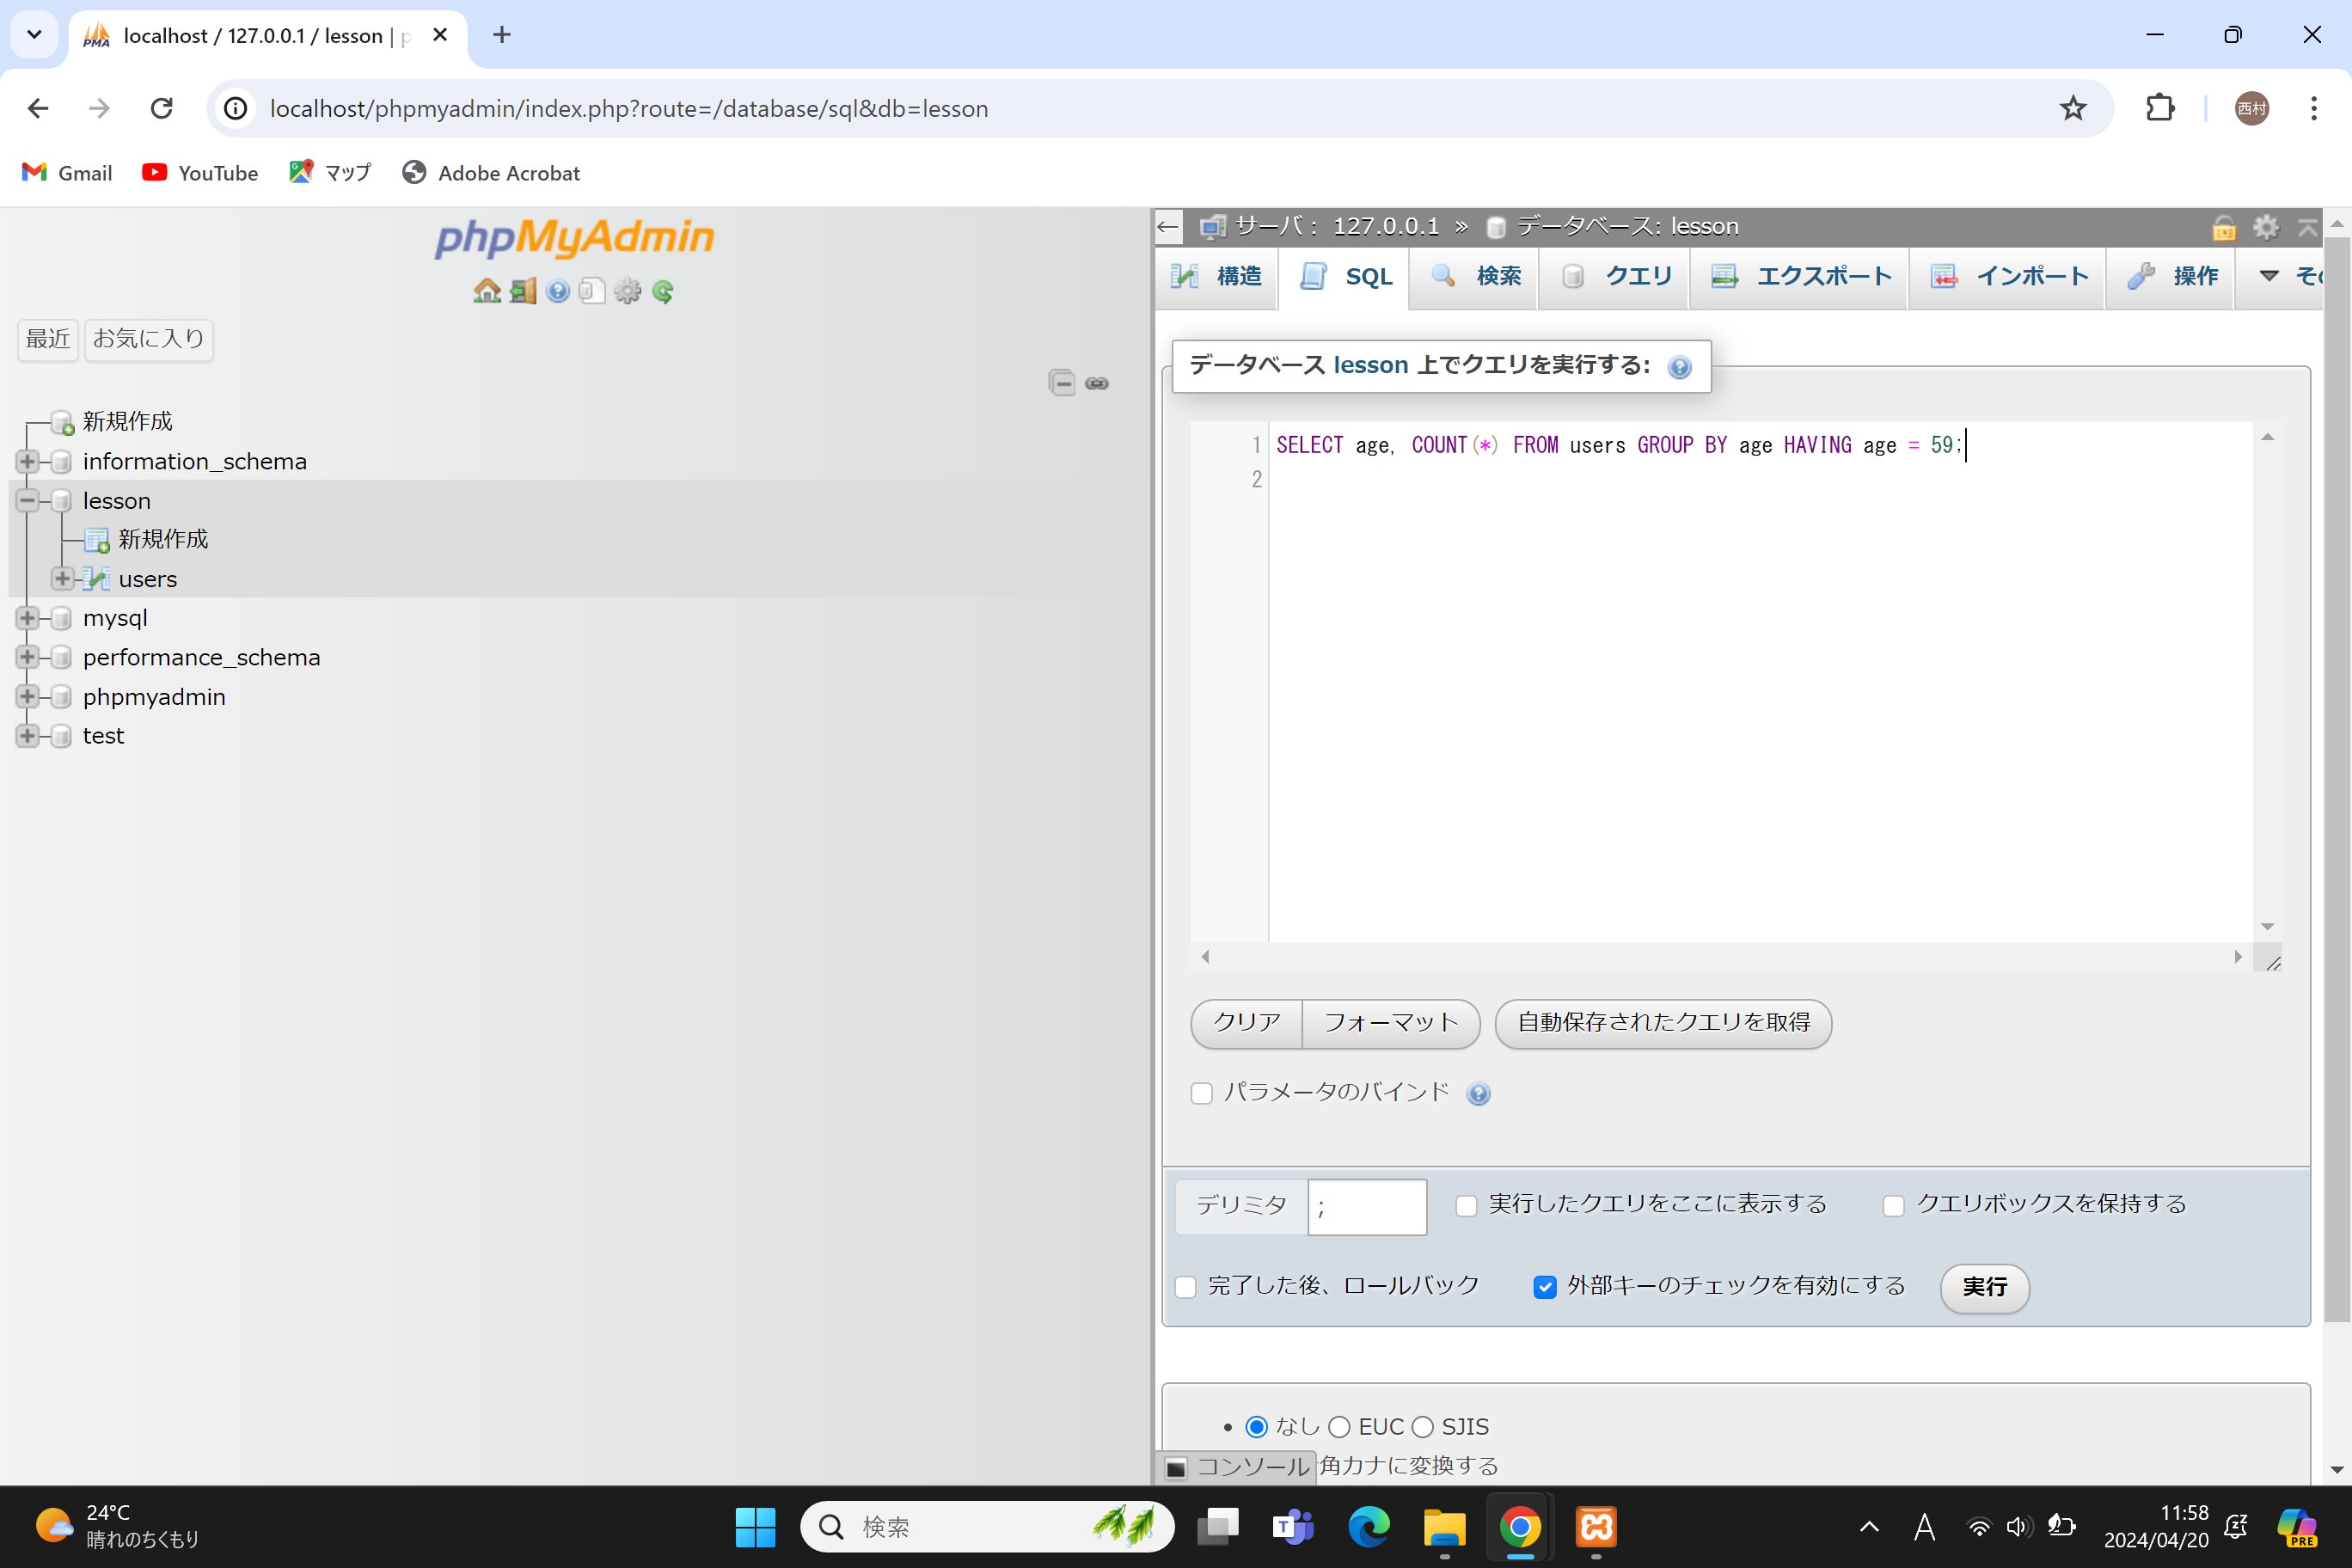 localhost / 127.0.0.1 / lesson |
localhost/phpmyadmin/index.php?route=/database/sql&db=lesson
西村
Gmail
YouTube
マップ
Adobe Acrobat
phpMyAdmin
最近
お気に入り
新規作成
information_schema
lesson
新規作成
users
mysql
performance_schema
phpmyadmin
test
サーバ： 127.0.0.1 » データベース: lesson
構造
SQL
検索
クエリ
エクスポート
インポート
操作
データベース lesson 上でクエリを実行する:
1 SELECT age, COUNT(*) FROM users GROUP BY age HAVING age = 59;
2
クリア
フォーマット
自動保存されたクエリを取得
パラメータのバインド
デリミタ ;
実行したクエリをここに表示する
クエリボックスを保持する
完了した後、ロールバック
外部キーのチェックを有効にする
実行
なし EUC SJIS
コンソール
角カナに変換する
24°C
晴れのちくもり
検索
A
11:58
2024/04/20
PRE